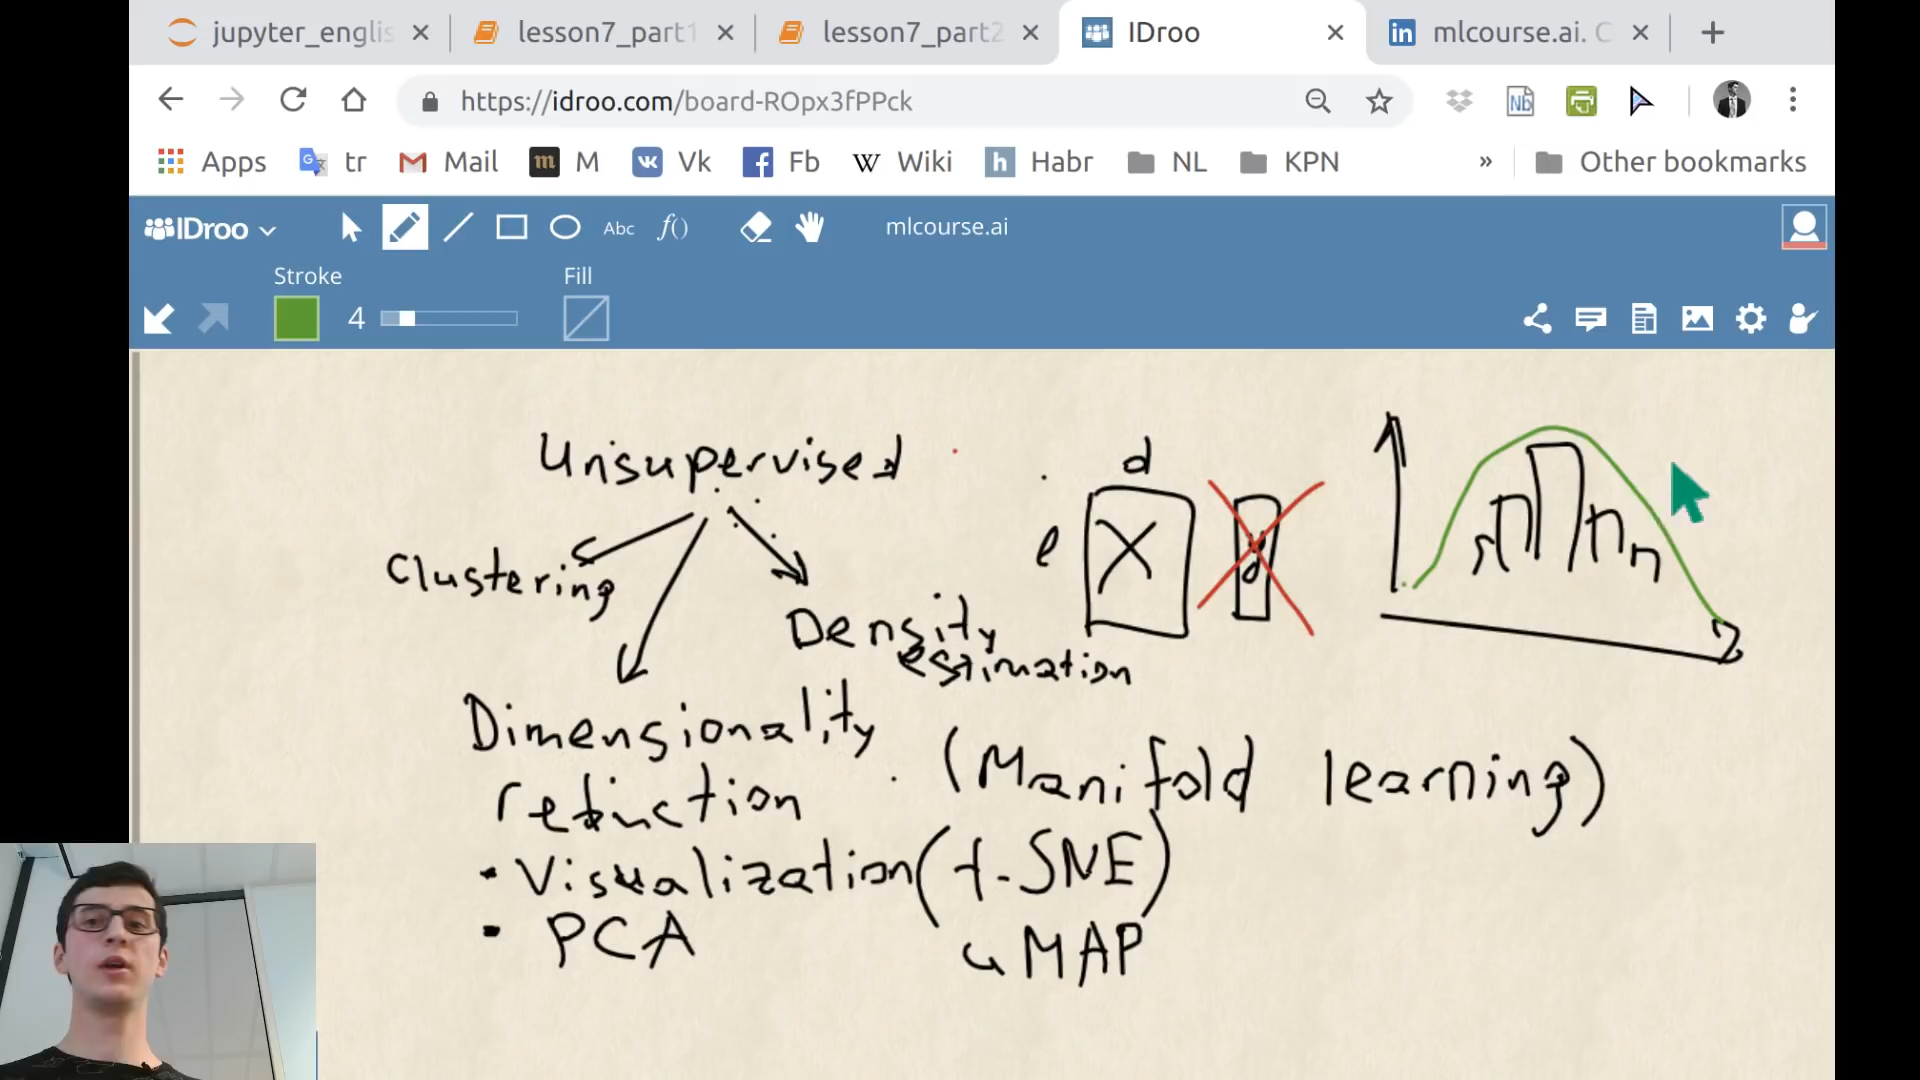 jupyter_englis
lesson7_part1
lesson7_part2
IDroo
mlcourse.ai. C
https://idroo.com/board-ROpx3fPPck
Apps
tr
Mail
M
Vk
Fb
Wiki
Habr
NL
KPN
»
Other bookmarks
IDroo
Abc
f()
mlcourse.ai
Stroke
Fill
4
Unsupervised
d
l
X
y
Clustering
Density
estimation
Dimensionality
reduction
(Manifold learning)
• Visualization (t-SNE)
• PCA
UMAP